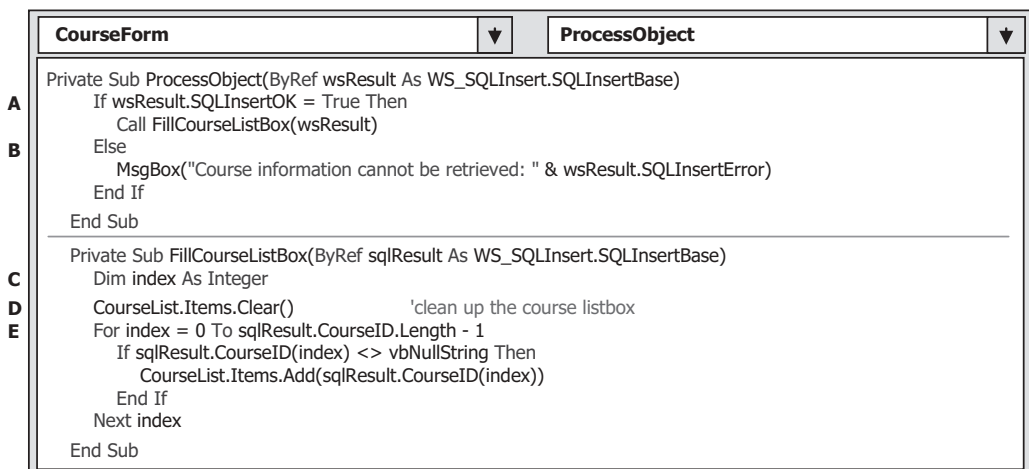 CourseForm ProcessObject
Private Sub ProcessObject(ByRef wsResult As WS_SQLInsert.SQLInsertBase)
A If wsResult.SQLInsertOK = True Then
Call FillCourseListBox(wsResult)
B Else
MsgBox("Course information cannot be retrieved: " & wsResult.SQLInsertError)
End If
End Sub
Private Sub FillCourseListBox(ByRef sqlResult As WS_SQLInsert.SQLInsertBase)
C Dim index As Integer
D CourseList.Items.Clear() 'clean up the course listbox
E For index = 0 To sqlResult.CourseID.Length - 1
If sqlResult.CourseID(index) <> vbNullString Then
CourseList.Items.Add(sqlResult.CourseID(index))
End If
Next index
End Sub